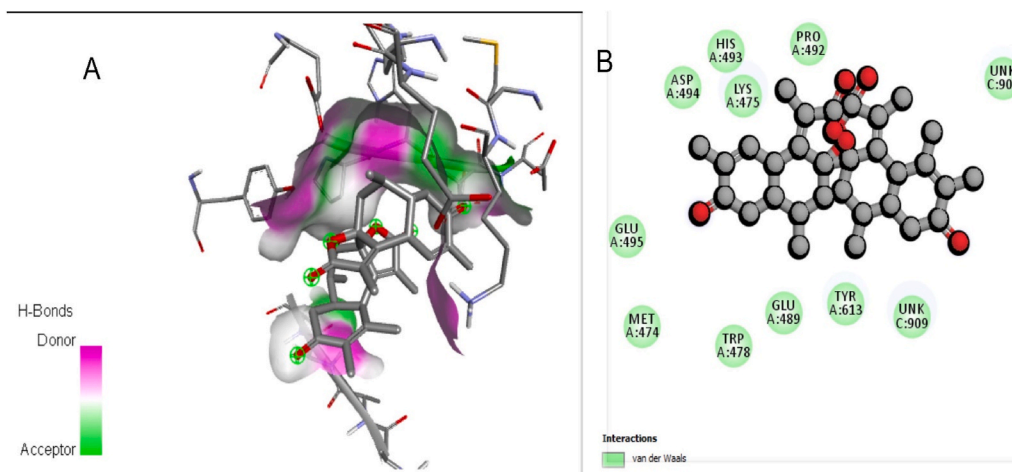 A
H-Bonds
Donor
Acceptor
B
HIS
A:493
PRO
A:492
ASP
A:494
LYS
A:475
UNK
GLU
A:495
MET
A:474
TRP
A:478
GLU
A:489
TYR
A:613
UNK
C:909
Interactions
van der Waals